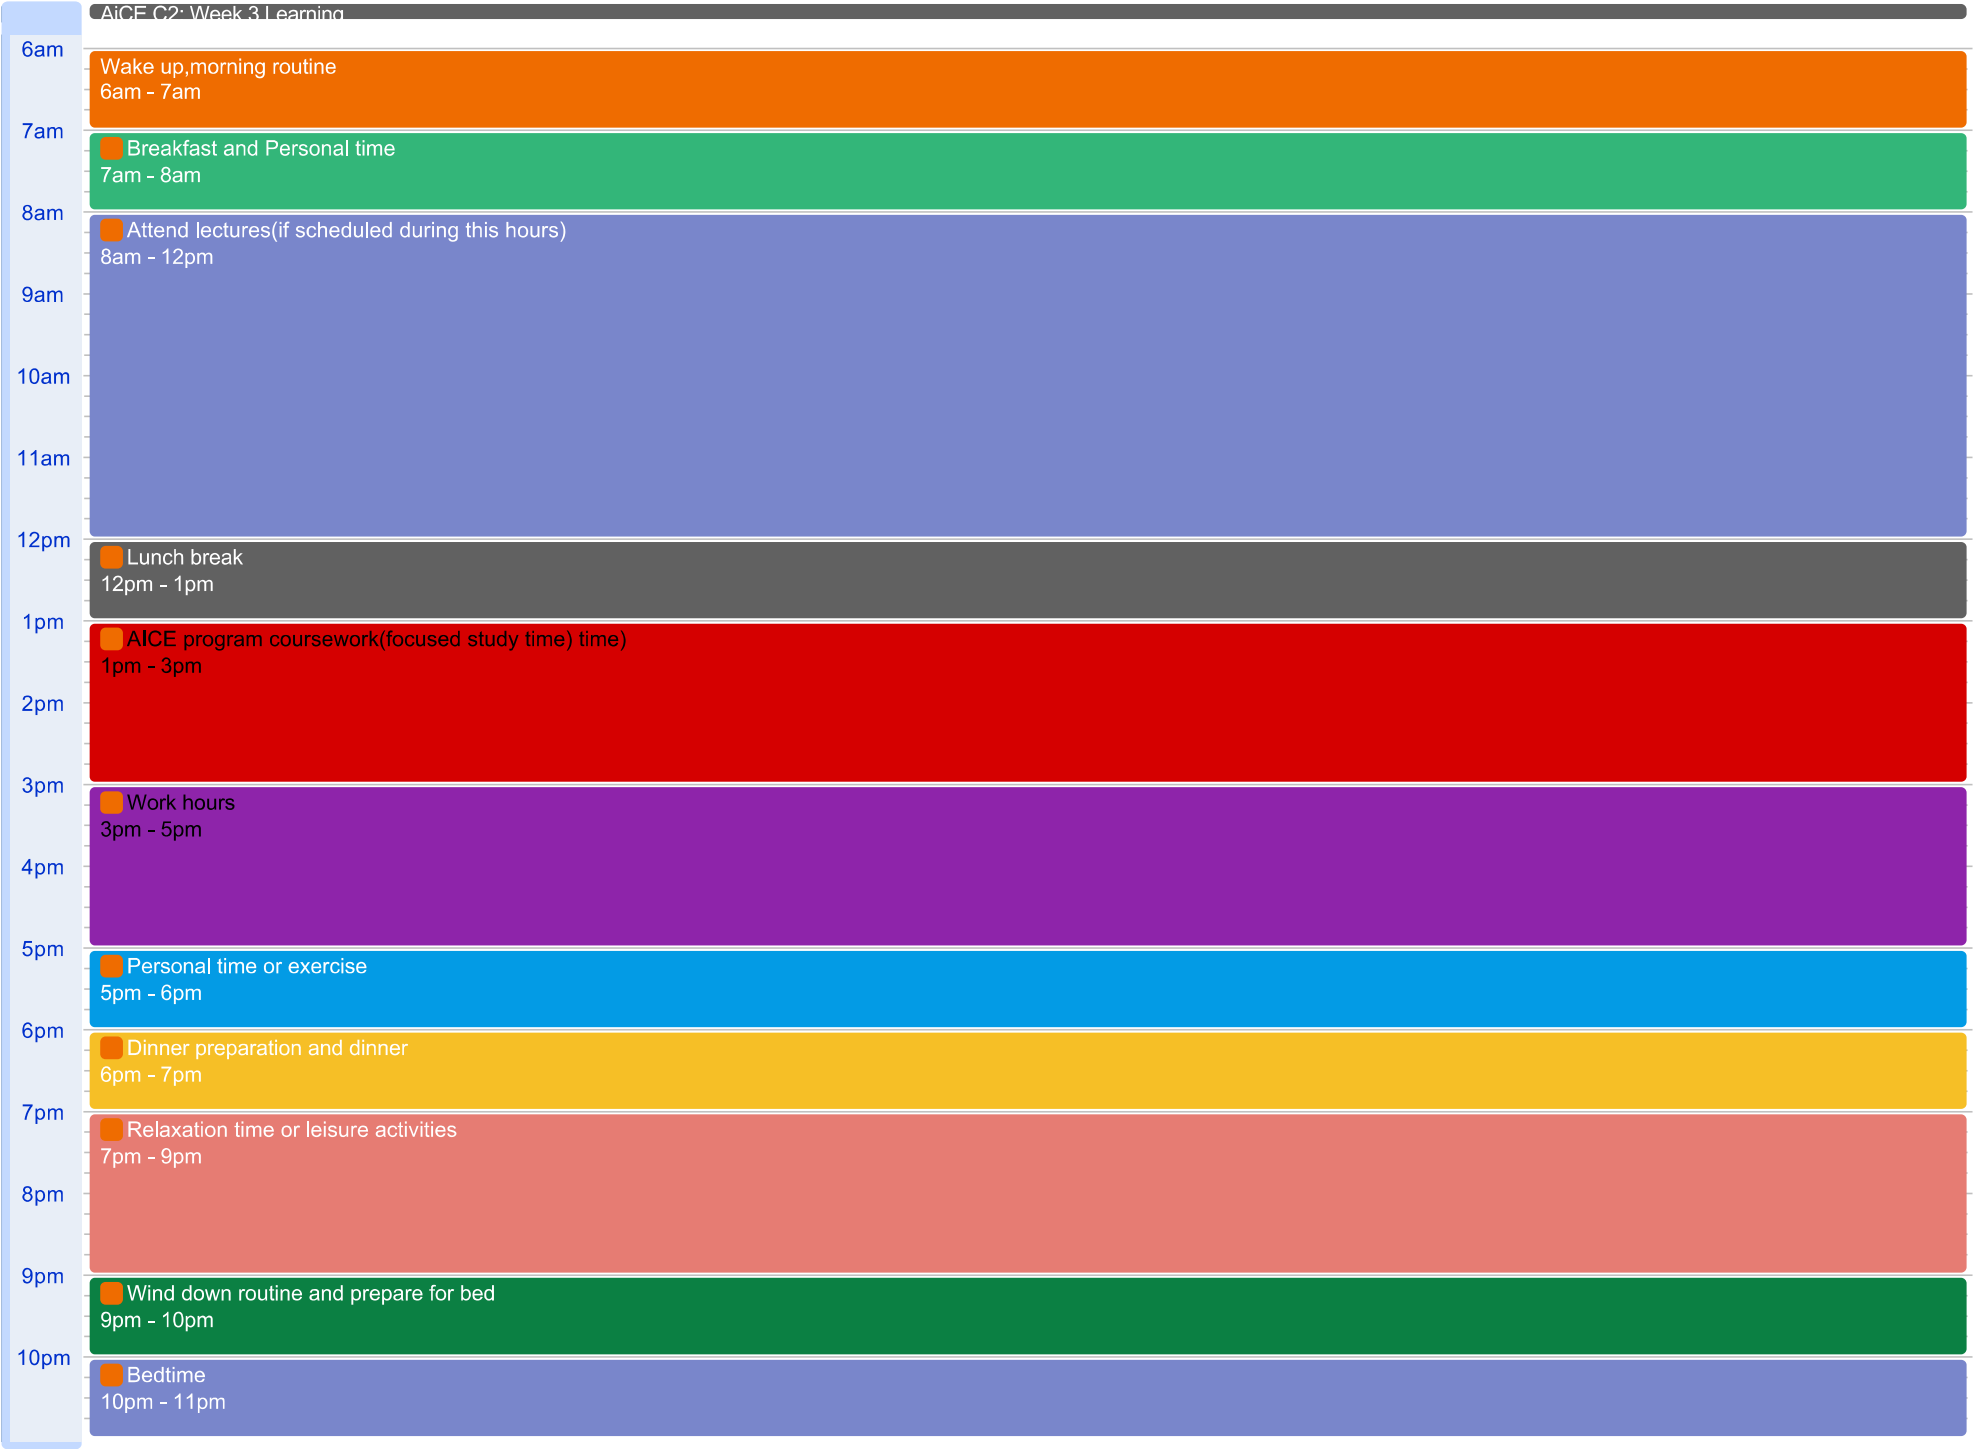 AiCE C2: Week 3 Learning
6am
Wake up,morning routine
6am - 7am
7am
Breakfast and Personal time
7am - 8am
8am
Attend lectures(if scheduled during this hours)
8am - 12pm
9am
10am
11am
12pm
Lunch break
12pm - 1pm
1pm
AICE program coursework(focused study time) time)
1pm - 3pm
2pm
3pm
Work hours
3pm - 5pm
4pm
5pm
Personal time or exercise
5pm - 6pm
6pm
Dinner preparation and dinner
6pm - 7pm
7pm
Relaxation time or leisure activities
7pm - 9pm
8pm
9pm
Wind down routine and prepare for bed
9pm - 10pm
10pm
Bedtime
10pm - 11pm